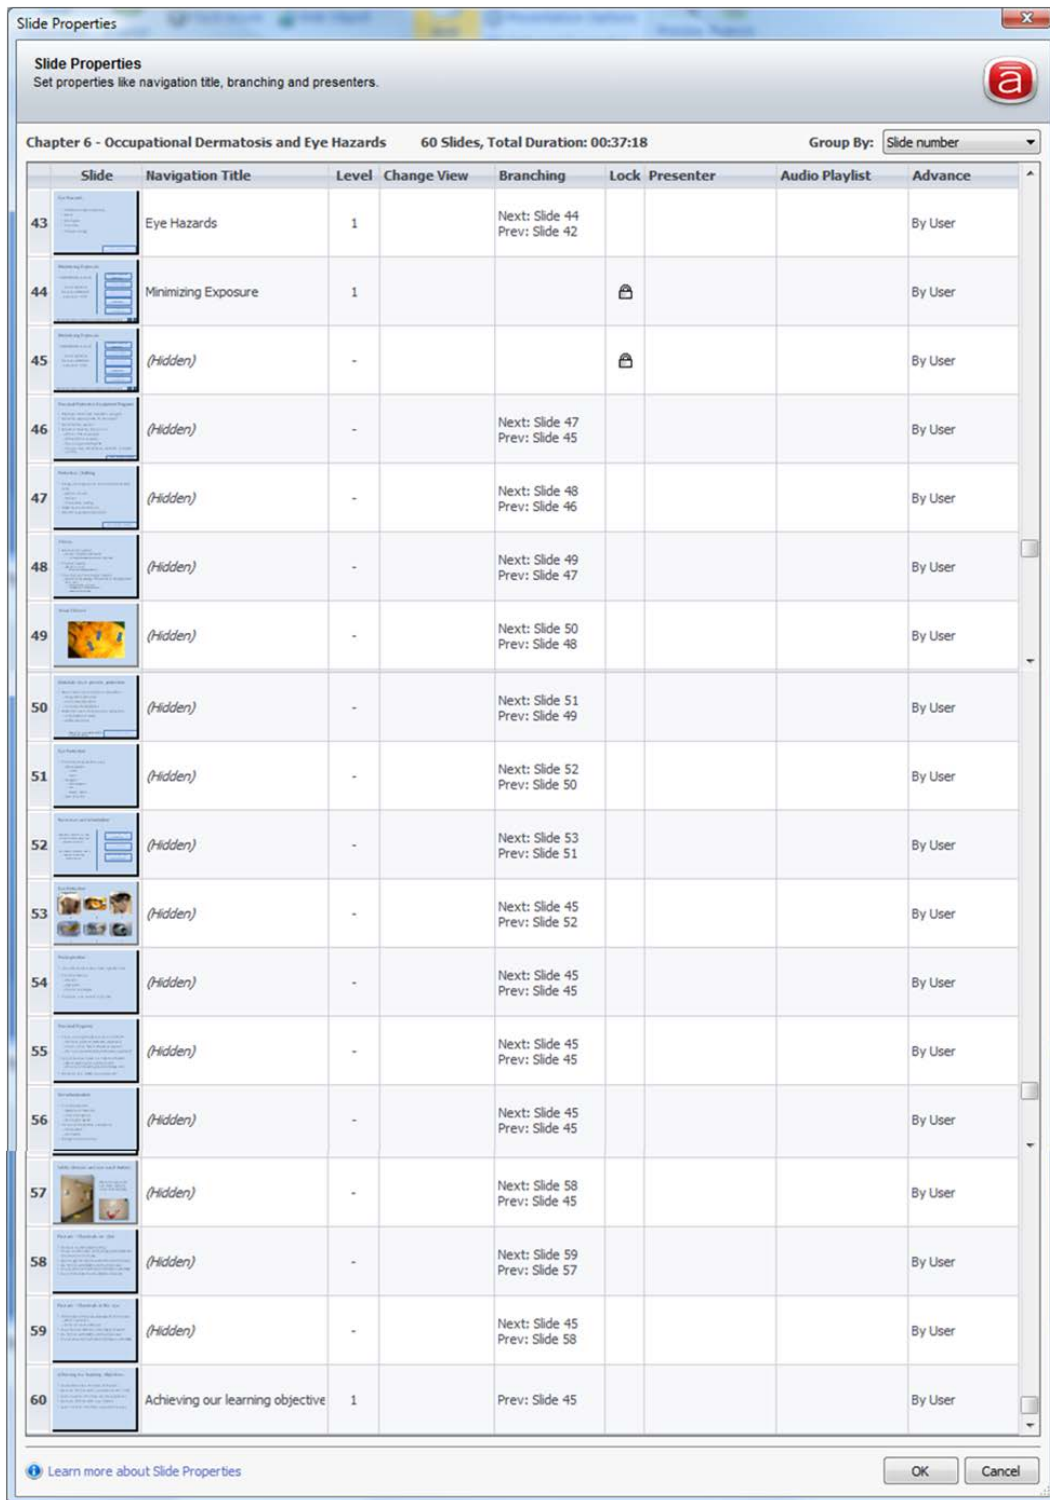 Slide Properties
Slide Properties
Set properties like navigation title, branching and presenters.
Chapter 6 - Occupational Dermatosis and Eye Hazards 60 Slides, Total Duration: 00:37:18 Group By: Slide number
Slide Navigation Title Level Change View Branching Lock Presenter Audio Playlist Advance
43 Eye Hazards 1 Next: Slide 44 By User
Prev: Slide 42
44 Minimizing Exposure 1 By User
45 (Hidden) - By User
46 (Hidden) - Next: Slide 47 By User
Prev: Slide 45
47 (Hidden) - Next: Slide 48 By User
Prev: Slide 46
48 (Hidden) - Next: Slide 49 By User
Prev: Slide 47
49 (Hidden) - Next: Slide 50 By User
Prev: Slide 48
50 (Hidden) - Next: Slide 51 By User
Prev: Slide 49
51 (Hidden) - Next: Slide 52 By User
Prev: Slide 50
52 (Hidden) - Next: Slide 53 By User
Prev: Slide 51
53 (Hidden) - Next: Slide 45 By User
Prev: Slide 52
54 (Hidden) - Next: Slide 45 By User
Prev: Slide 45
55 (Hidden) - Next: Slide 45 By User
Prev: Slide 45
56 (Hidden) - Next: Slide 45 By User
Prev: Slide 45
57 (Hidden) - Next: Slide 58 By User
Prev: Slide 45
58 (Hidden) - Next: Slide 59 By User
Prev: Slide 57
59 (Hidden) - Next: Slide 45 By User
Prev: Slide 58
60 Achieving our learning objective 1 Prev: Slide 45 By User
Learn more about Slide Properties OK Cancel